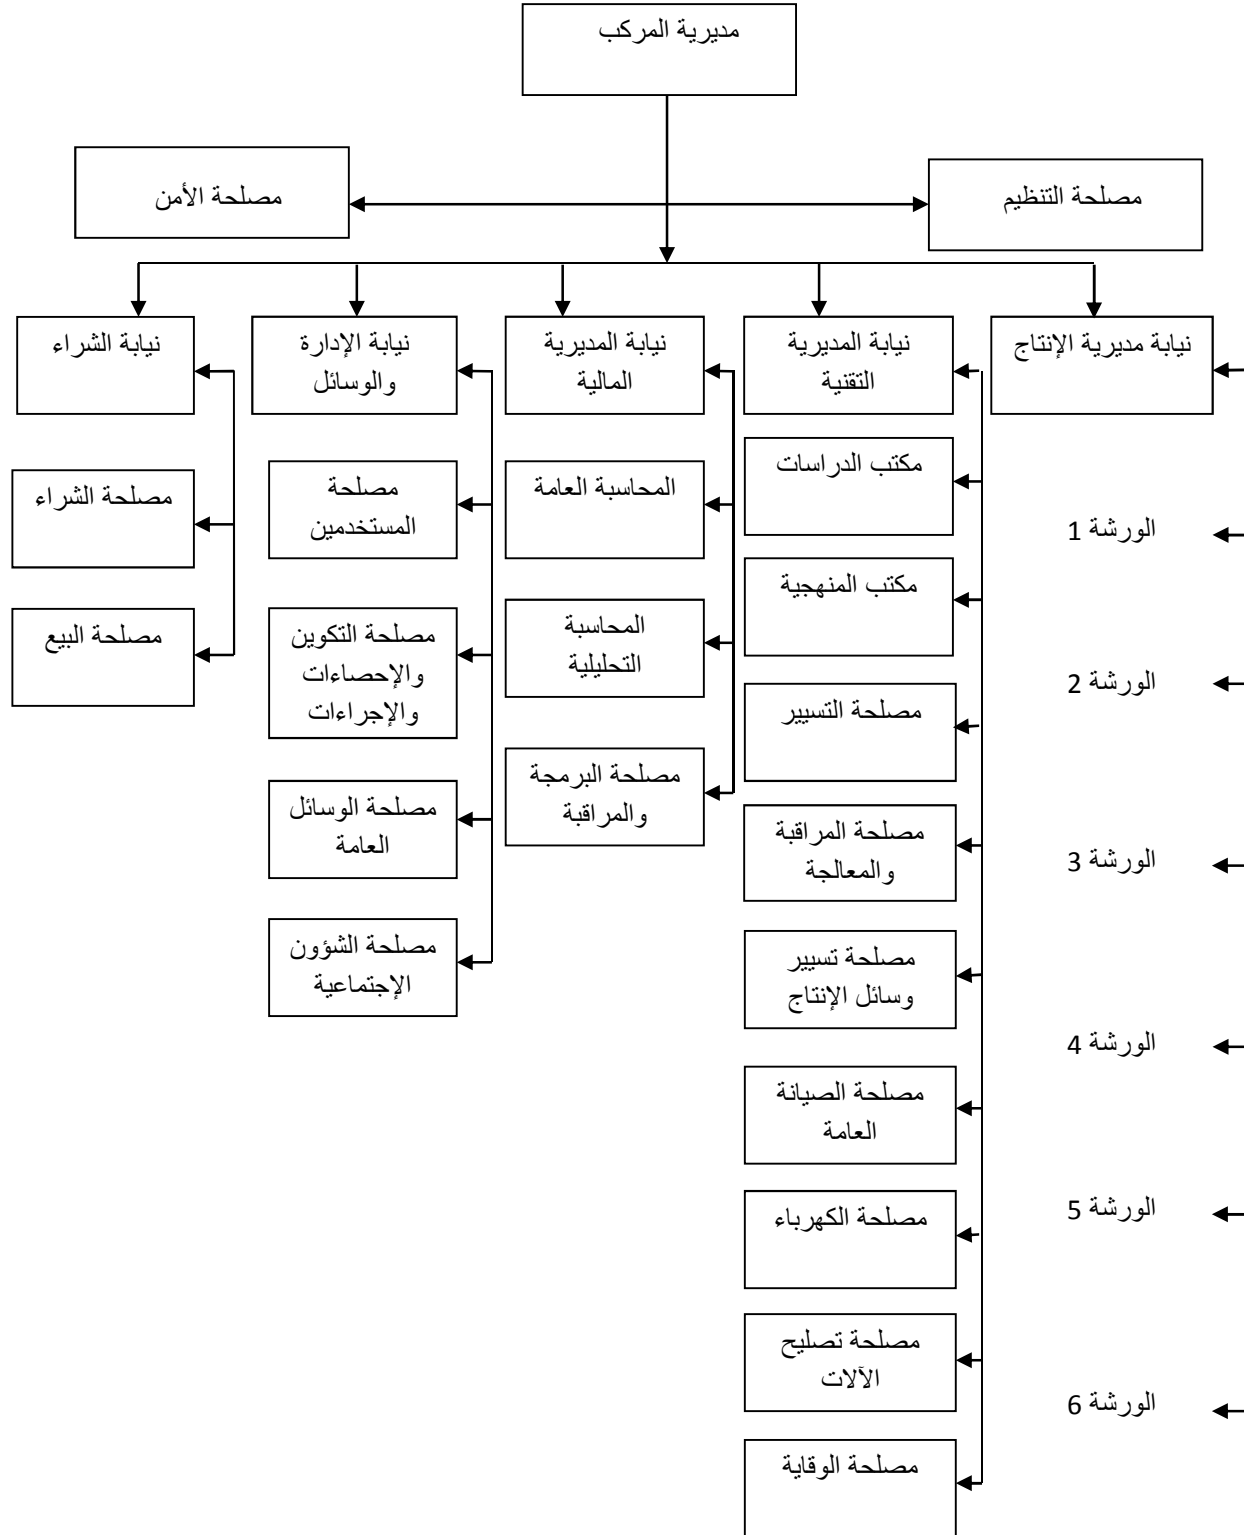 مديرية المركب
مصلحة التنظيم
مصلحة الأمن
نيابة مديرية الإنتاج
الورشة 1
الورشة 2
الورشة 3
الورشة 4
الورشة 5
الورشة 6
نيابة المديرية
التقنية
مكتب الدراسات
مكتب المنهجية
مصلحة التسيير
مصلحة المراقبة
والمعالجة
مصلحة تسيير
وسائل الإنتاج
مصلحة الصيانة
العامة
مصلحة الكهرباء
مصلحة تصليح
الآلات
مصلحة الوقاية
نيابة المديرية
المالية
المحاسبة العامة
المحاسبة
التحليلية
مصلحة البرمجة
والمراقبة
نيابة الإدارة
والوسائل
مصلحة
المستخدمين
مصلحة التكوين
والإحصاءات
والإجراءات
مصلحة الوسائل
العامة
مصلحة الشؤون
الإجتماعية
نيابة الشراء
مصلحة الشراء
مصلحة البيع